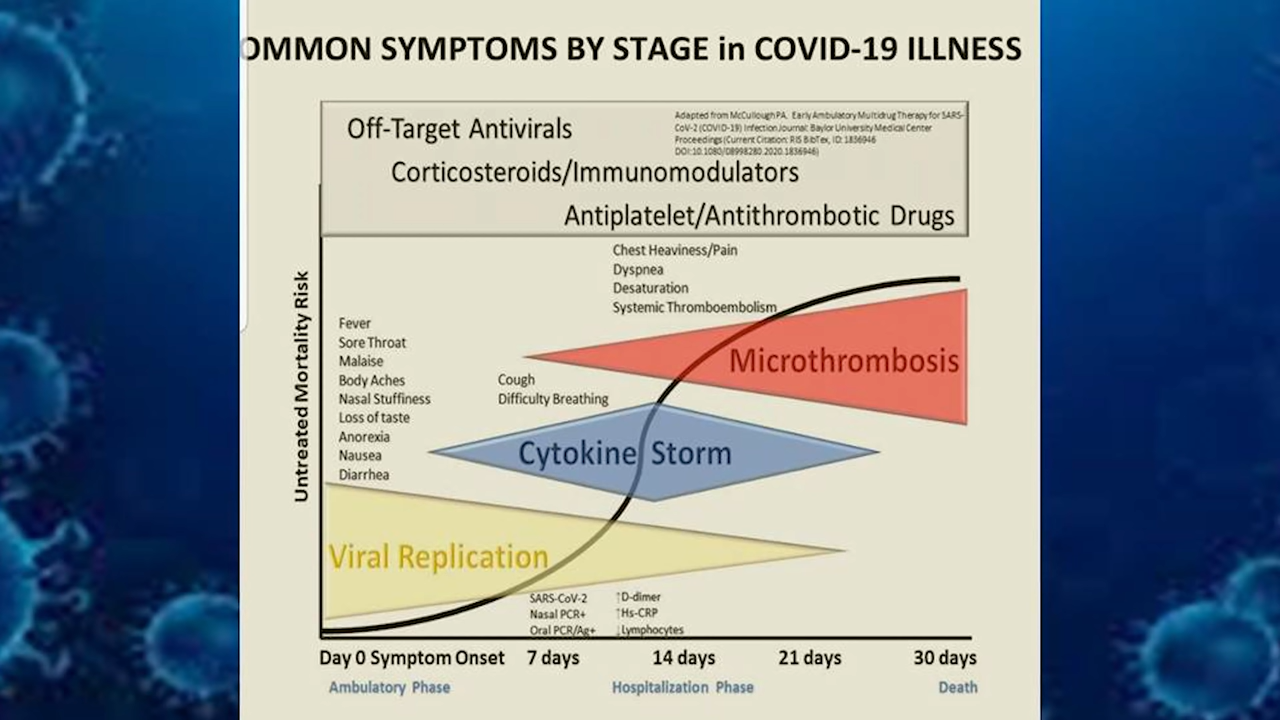 OMMON SYMPTOMS BY STAGE in COVID-19 ILLNESS
Off-Target Antivirals
Adapted from McCullough PA. Early Ambulatory Multidrug Therapy for SARS-
CoV-2 (COVID-19) Infection Journal: Baylor University Medical Center
Proceedings (Current Citation: RIS BibTex, ID: 1836946
DOI:10.1080/08998280.2020.1836946)
Corticosteroids/Immunomodulators
Antiplatelet/Antithrombotic Drugs
Untreated Mortality Risk
Chest Heaviness/Pain
Dyspnea
Desaturation
Systemic Thromboembolism
Fever
Sore Throat
Malaise
Body Aches
Nasal Stuffiness
Loss of taste
Anorexia
Nausea
Diarrhea
Cough
Difficulty Breathing
Microthrombosis
Cytokine Storm
Viral Replication
SARS-CoV-2
Nasal PCR+
Oral PCR/Ag+
↑D-dimer
↑Hs-CRP
↓Lymphocytes
Day 0 Symptom Onset 7 days 14 days 21 days 30 days
Ambulatory Phase Hospitalization Phase Death